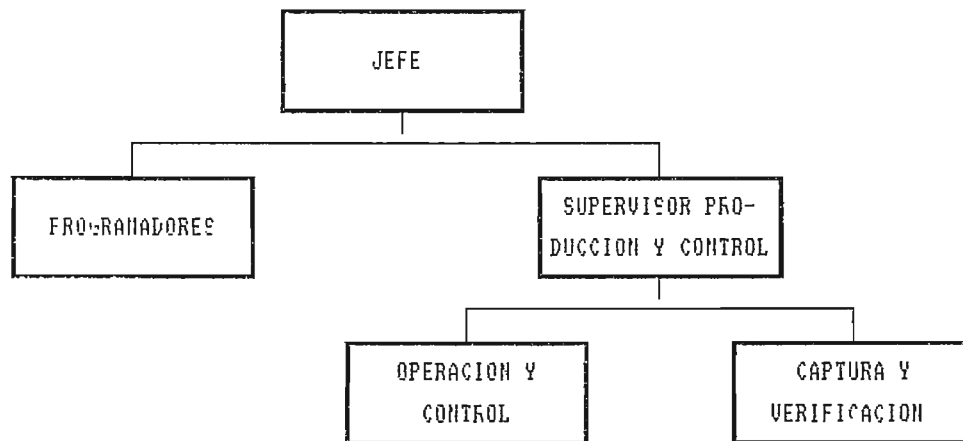 JEFE
PROGRAMADORES
SUPERVISOR PRO-
DUCCION Y CONTROL
OPERACION Y
CONTROL
CAPTURA Y
VERIFICACION